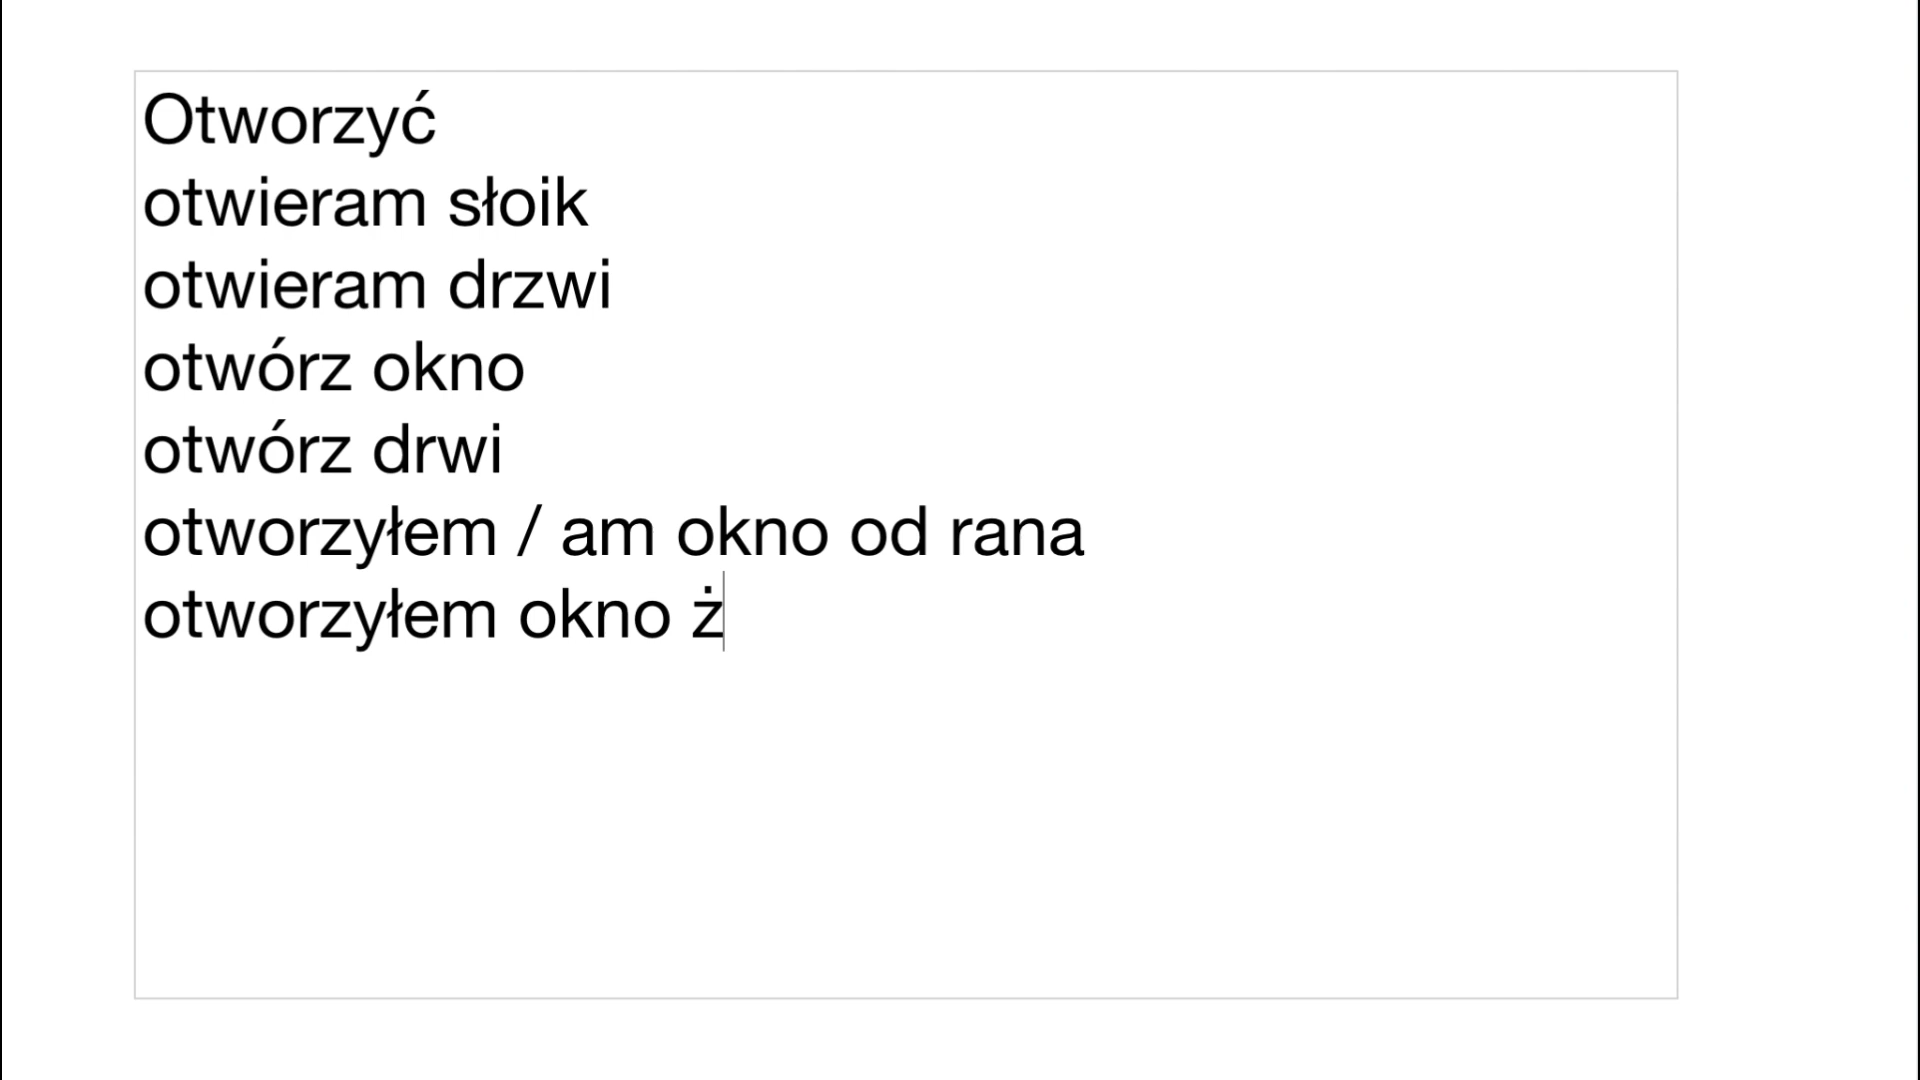 Otworzyć
otwieram słoik
otwieram drzwi
otwórz okno
otwórz drwi
otworzyłem / am okno od rana
otworzyłem okno ż